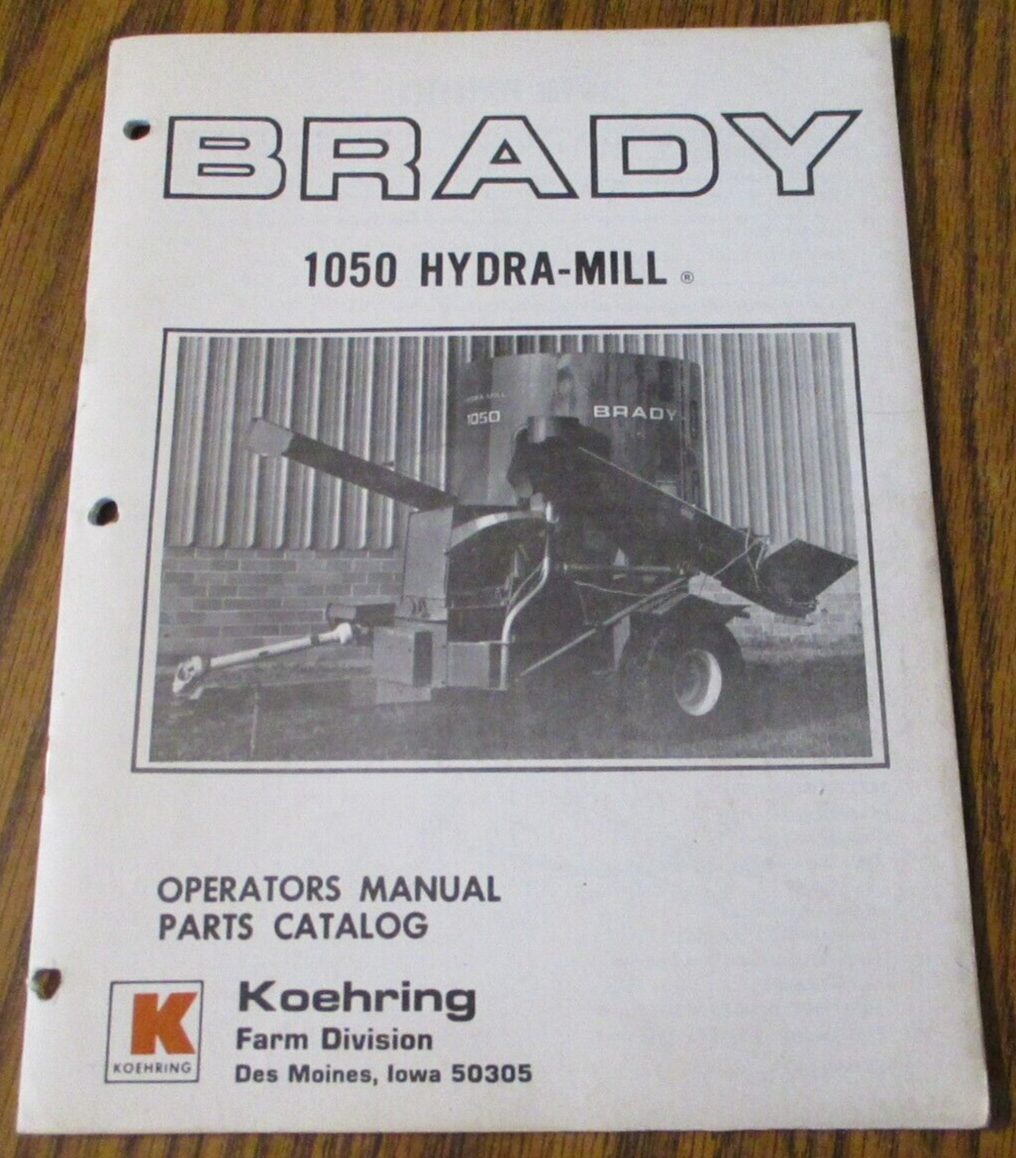 BRADY
1050 HYDRA-MILL ®
HYDRA-MILL
1050
BRADY
OPERATORS MANUAL
PARTS CATALOG
K
KOEHRING
Koehring
Farm Division
Des Moines, Iowa 50305